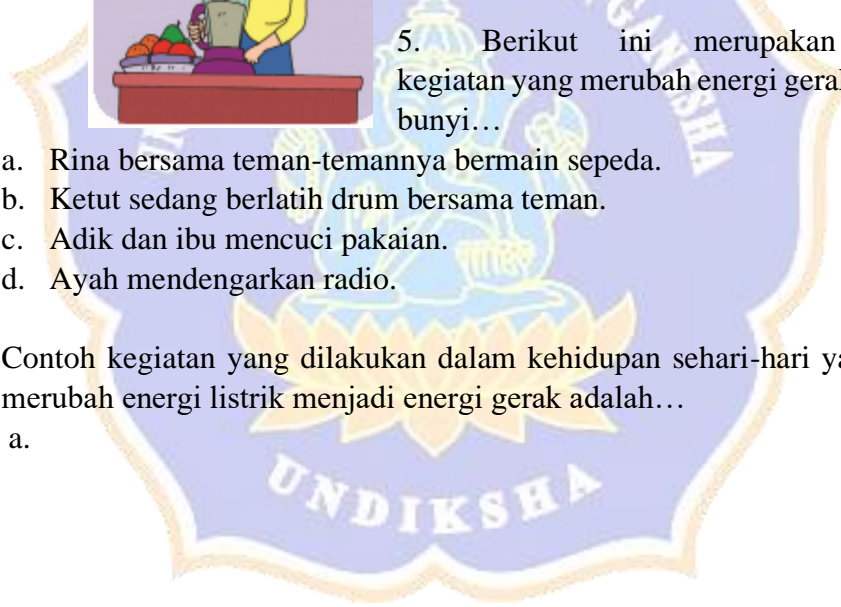 5. Berikut ini merupakan
kegiatan yang merubah energi gerak
bunyi…
a. Rina bersama teman-temannya bermain sepeda.
b. Ketut sedang berlatih drum bersama teman.
c. Adik dan ibu mencuci pakaian.
d. Ayah mendengarkan radio.
Contoh kegiatan yang dilakukan dalam kehidupan sehari-hari
merubah energi listrik menjadi energi gerak adalah…
a.
UNDIKSHA